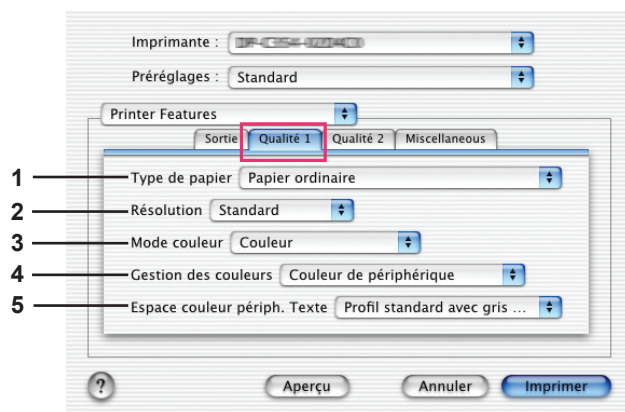 Imprimante :
Préréglages : Standard
Printer Features
Sortie Qualité 1 Qualité 2 Miscellaneous
1 Type de papier Papier ordinaire
2 Résolution Standard
3 Mode couleur Couleur
4 Gestion des couleurs Couleur de périphérique
5 Espace couleur périph. Texte Profil standard avec gris ...
? Aperçu Annuler Imprimer